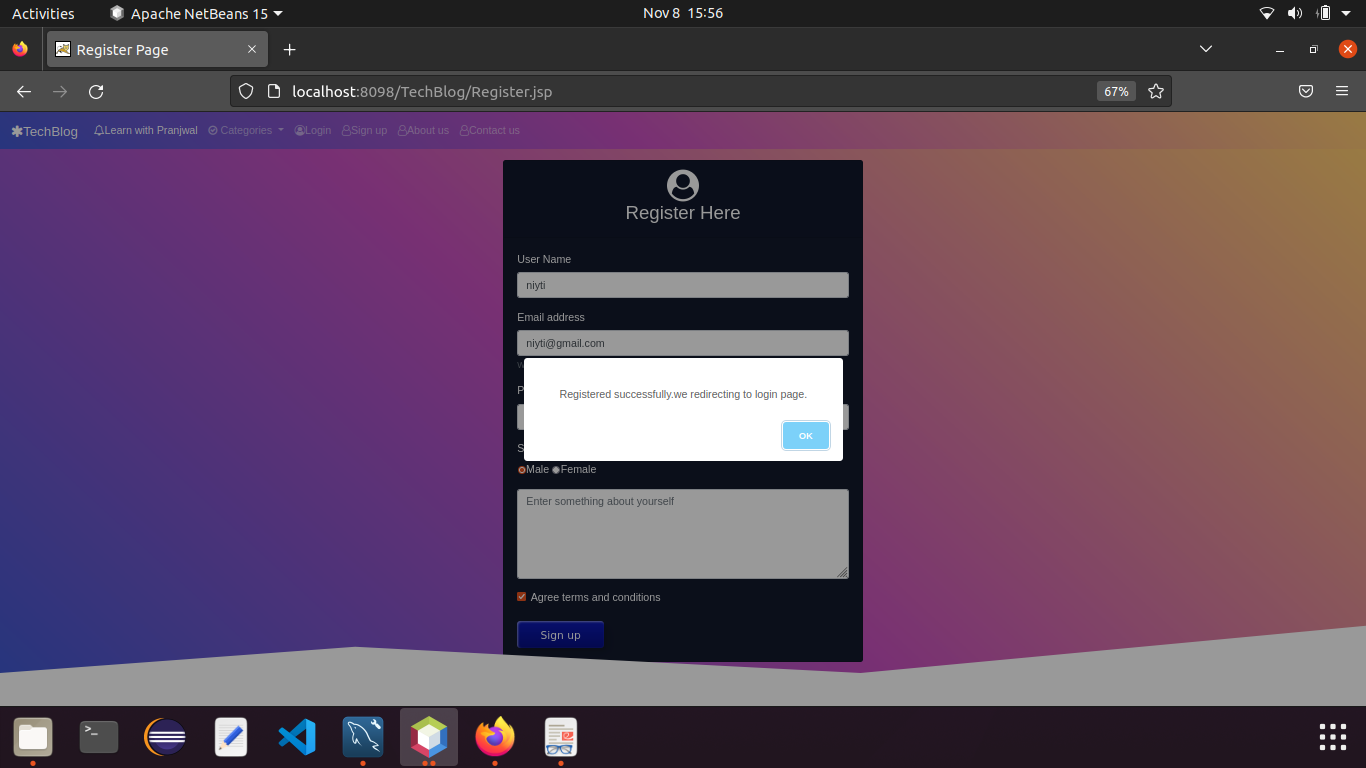 Activities Apache NetBeans 15 Nov 8 15:56
Register Page
localhost:8098/TechBlog/Register.jsp 67%
TechBlog Learn with Pranjwal Categories Login Sign up About us Contact us
Register Here
User Name
niyti
Email address
niyti@gmail.com
Registered successfully.we redirecting to login page.
OK
Male Female
Enter something about yourself
Agree terms and conditions
Sign up